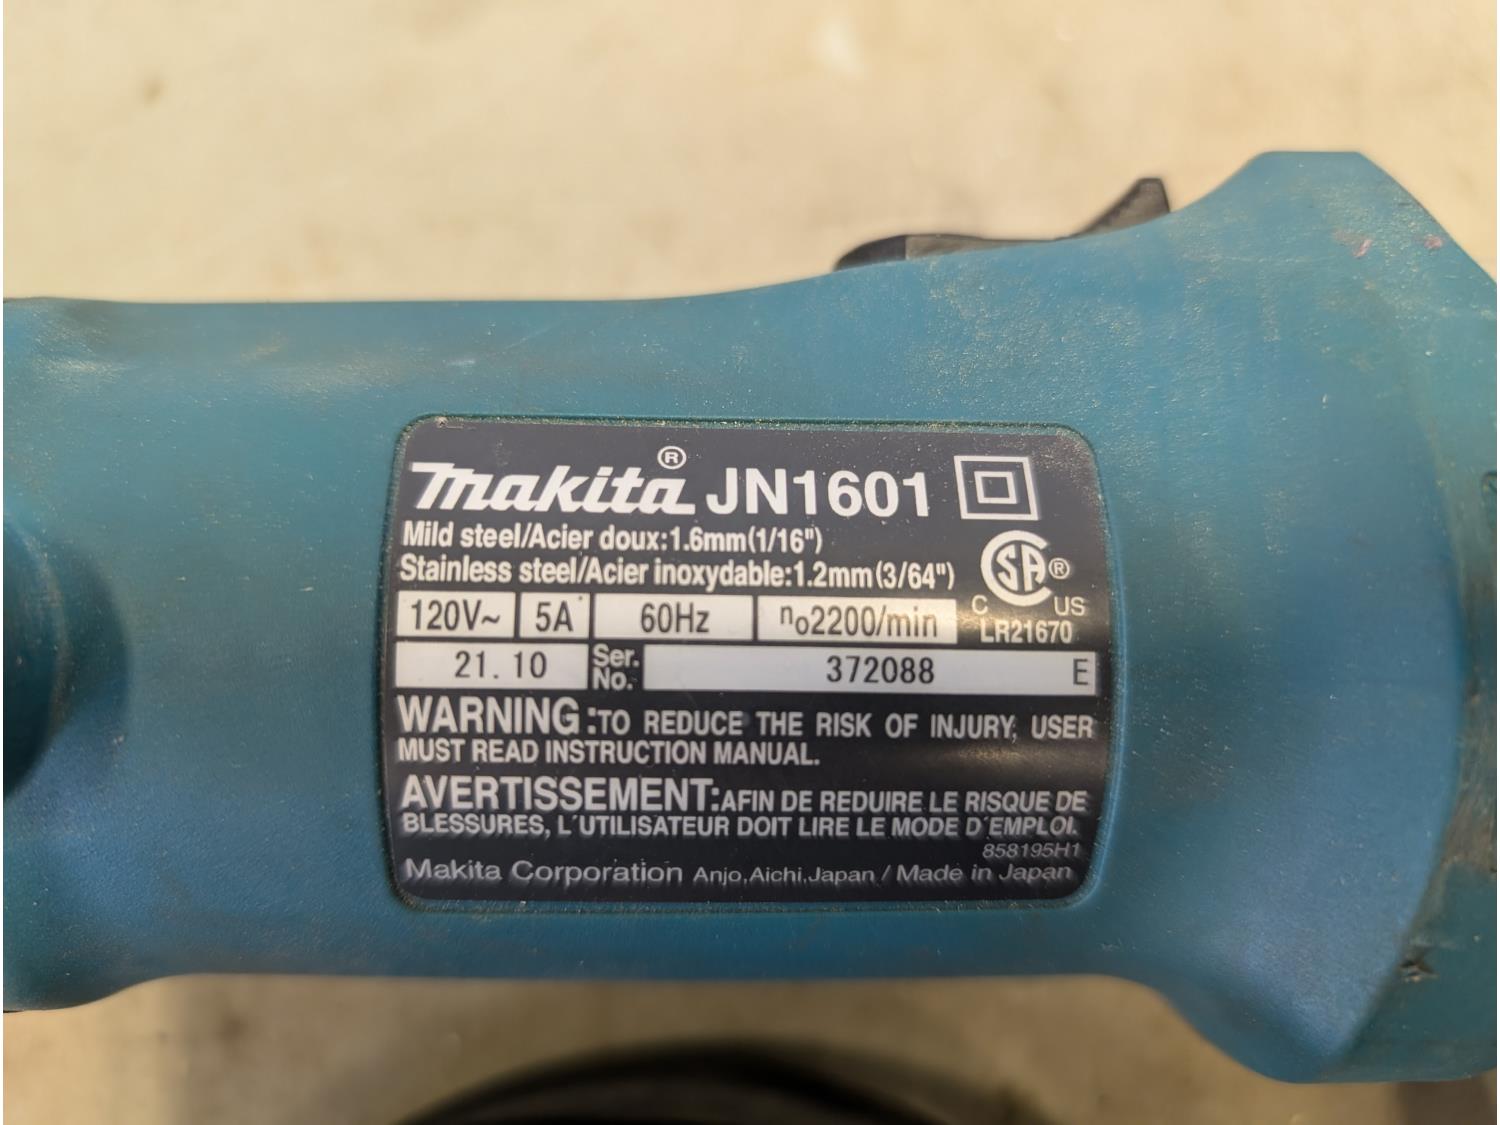 makita® JN1601
Mild steel/Acier doux:1.6mm(1/16")
Stainless steel/Acier inoxydable:1.2mm(3/64")
CSA®
C US
LR21670
120V~ 5A 60Hz n₀2200/min
21. 10 Ser. No. 372088 E
WARNING:TO REDUCE THE RISK OF INJURY, USER
MUST READ INSTRUCTION MANUAL.
AVERTISSEMENT:AFIN DE REDUIRE LE RISQUE DE
BLESSURES, L'UTILISATEUR DOIT LIRE LE MODE D'EMPLOI.
858195H1
Makita Corporation Anjo,Aichi,Japan / Made in Japan